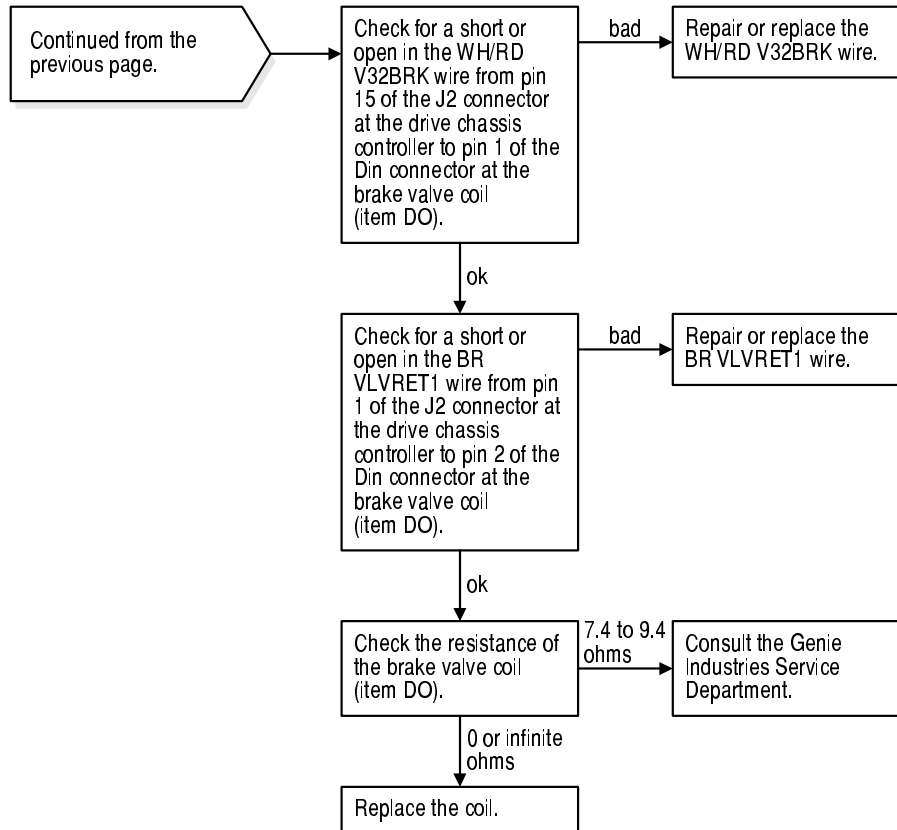 Continued from the
previous page.
Check for a short or
open in the WH/RD
V32BRK wire from pin
15 of the J2 connector
at the drive chassis
controller to pin 1 of the
Din connector at the
brake valve coil
(item DO).
bad
Repair or replace the
WH/RD V32BRK wire.
ok
Check for a short or
open in the BR
VLVRET1 wire from pin
1 of the J2 connector at
the drive chassis
controller to pin 2 of the
Din connector at the
brake valve coil
(item DO).
bad
Repair or replace the
BR VLVRET1 wire.
ok
Check the resistance of
the brake valve coil
(item DO).
7.4 to 9.4
ohms
Consult the Genie
Industries Service
Department.
0 or infinite
ohms
Replace the coil.